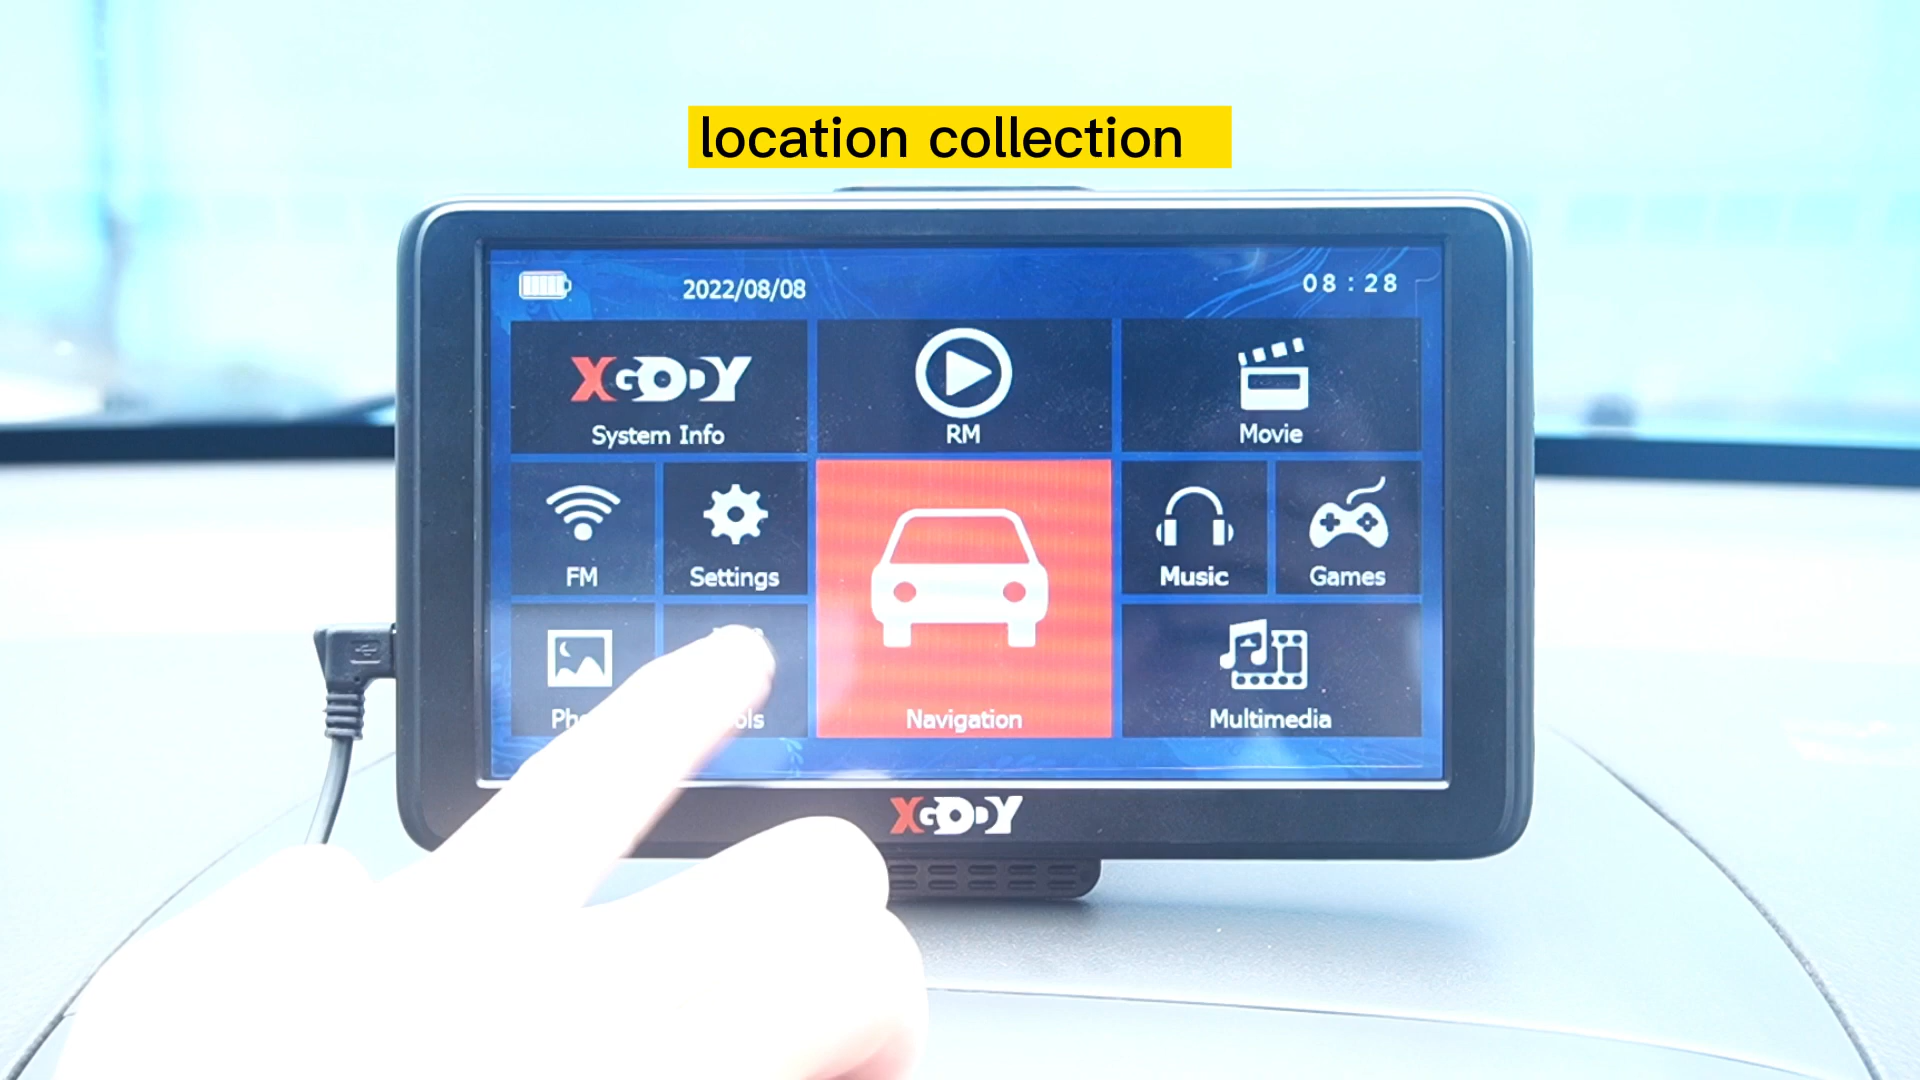 location collection
2022/08/08
08:28
XGODY
System Info
RM
Movie
FM
Settings
Music
Games
Navigation
Multimedia
XGODY